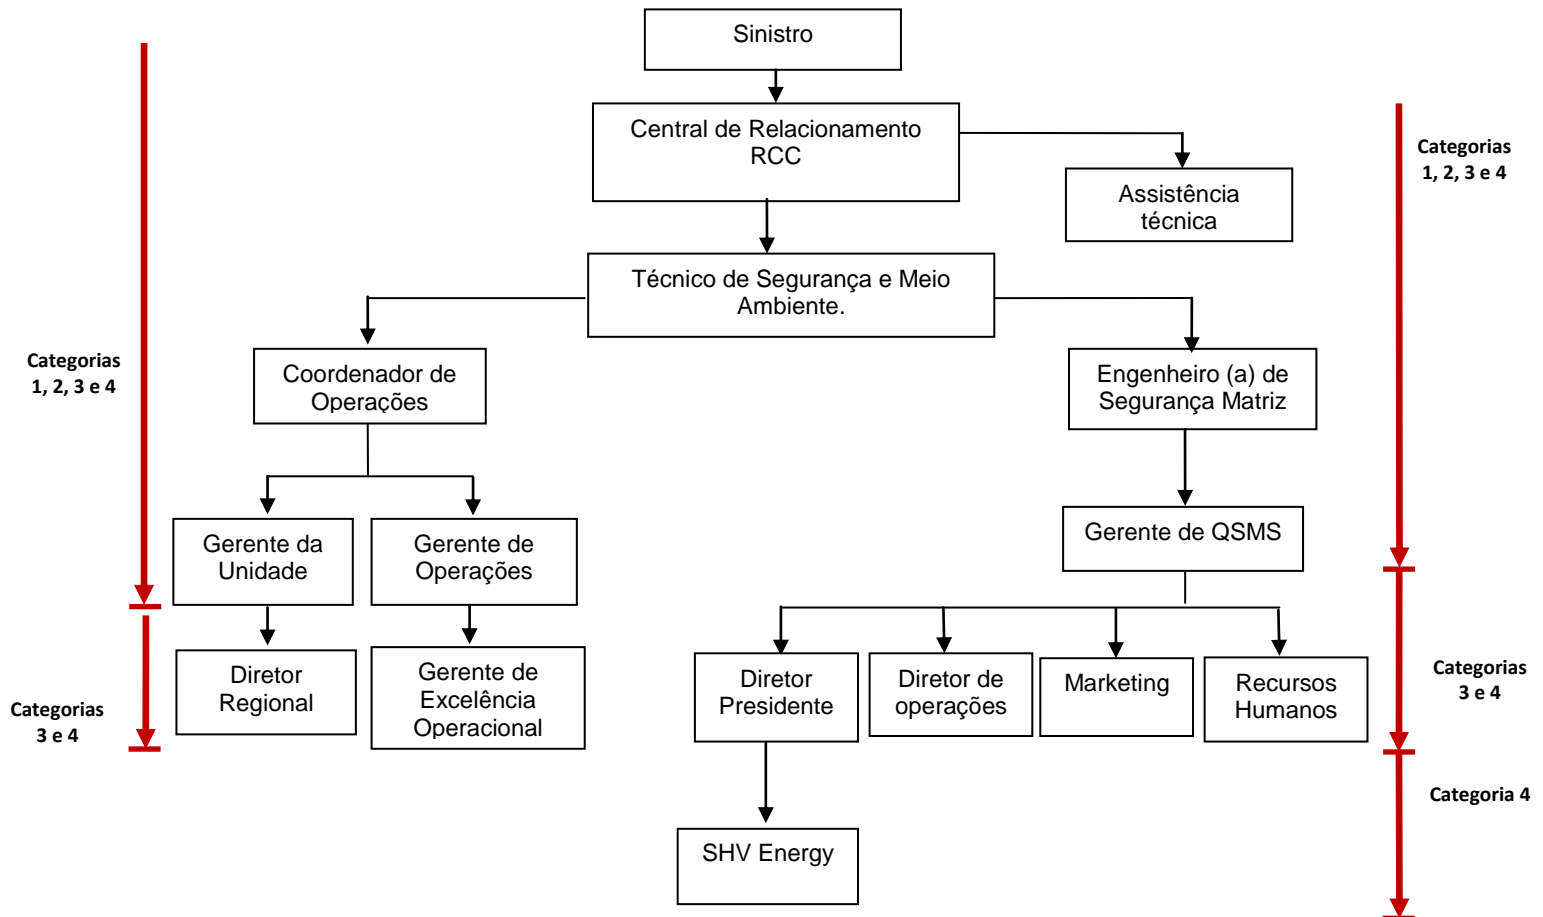 Sinistro
Central de Relacionamento
RCC
Categorias
1, 2, 3 e 4
Assistência
técnica
Técnico de Segurança e Meio
Ambiente.
Categorias
1, 2, 3 e 4
Coordenador de
Operações
Engenheiro (a) de
Segurança Matriz
Gerente da
Unidade
Gerente de
Operações
Gerente de QSMS
Categorias
3 e 4
Diretor
Regional
Gerente de
Excelência
Operacional
Diretor
Presidente
Diretor de
operações
Marketing
Recursos
Humanos
Categorias
3 e 4
Categoria 4
SHV Energy